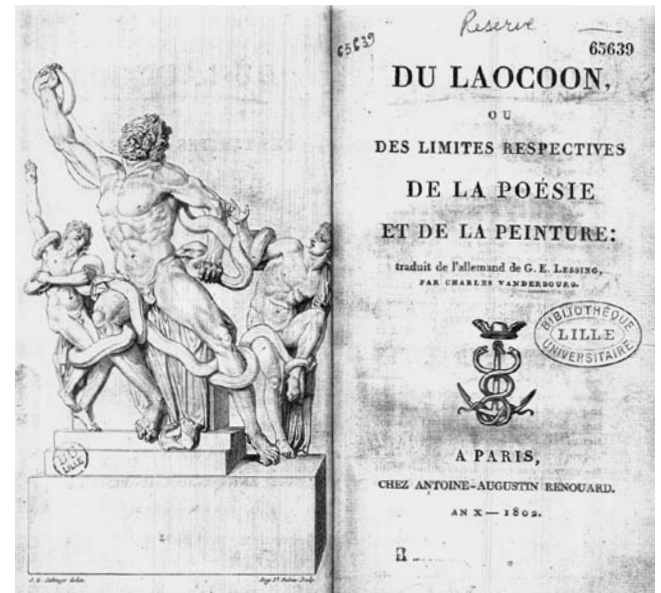 Reserve
65639
65639
DU LAOCOON,
OU
DES LIMITES RESPECTIVES
DE LA POÉSIE
ET DE LA PEINTURE:
traduit de l'allemand de G. E. LESSING,
PAR CHARLES VANDERBOURG.
BIBLIOTHÈQUE
LILLE
UNIVERSITAIRE
A PARIS,
CHEZ ANTOINE-AUGUSTIN RENOUARD.
AN X — 1802.